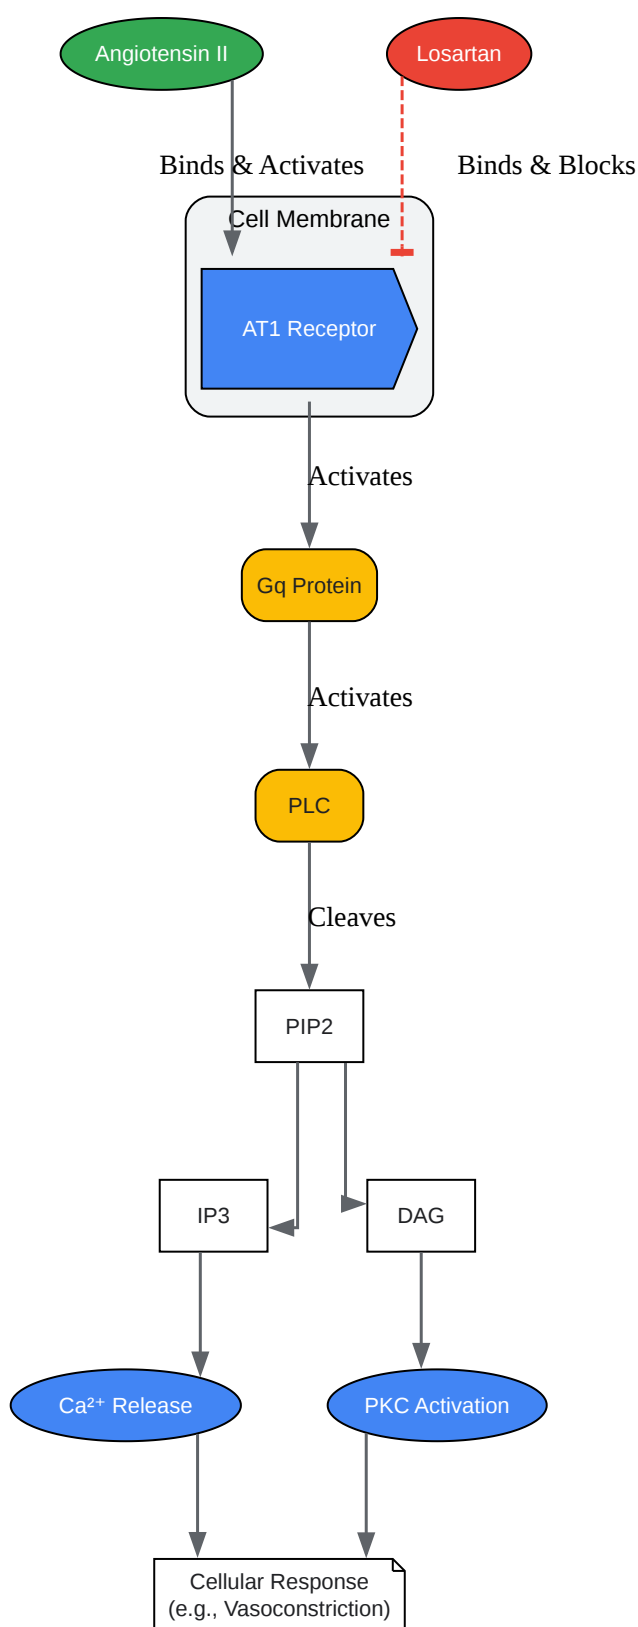 Angiotensin II
Losartan
Binds & Activates
Binds & Blocks
Cell Membrane
AT1 Receptor
Activates
Gq Protein
Activates
PLC
Cleaves
PIP2
IP3
DAG
Ca²⁺ Release
PKC Activation
Cellular Response
(e.g., Vasoconstriction)